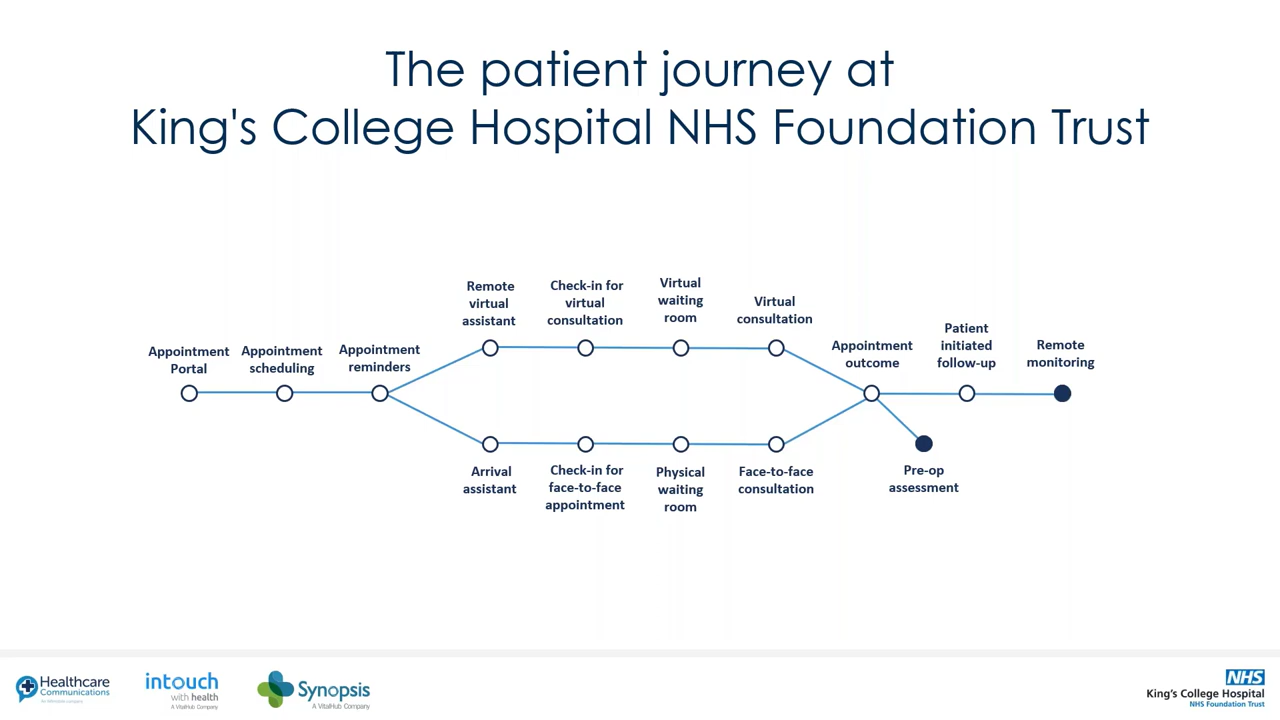 The patient journey at
King's College Hospital NHS Foundation Trust
Appointment
Portal
Appointment
scheduling
Appointment
reminders
Remote
virtual
assistant
Check-in for
virtual
consultation
Virtual
waiting
room
Virtual
consultation
Arrival
assistant
Check-in for
face-to-face
appointment
Physical
waiting
room
Face-to-face
consultation
Appointment
outcome
Patient
initiated
follow-up
Remote
monitoring
Pre-op
assessment
Healthcare
Communications
intouch
with health
A VitalHub Company
Synopsis
A VitalHub Company
NHS
King's College Hospital
NHS Foundation Trust